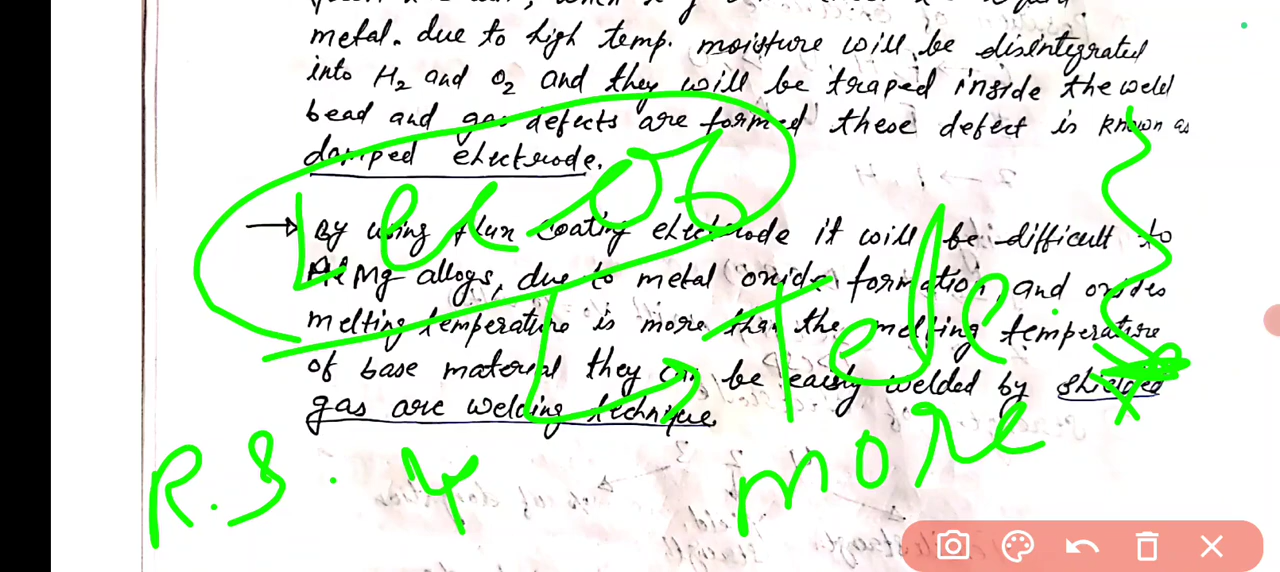 metal. due to high temp. moisture will be disintegrated
into H2 and O2 and they will be traped inside the weld
bead and gas defects are formed these defect is known as
damped electrode.
→ By using flux coating electrode it will be difficult to
Al Mg alloys, due to metal oxide formation, and oxides
melting temperature is more than the melting temperature
of base material they can be easily welded by shielded
gas arc welding technique.
Lec-06
Tele
more
R.S. 4